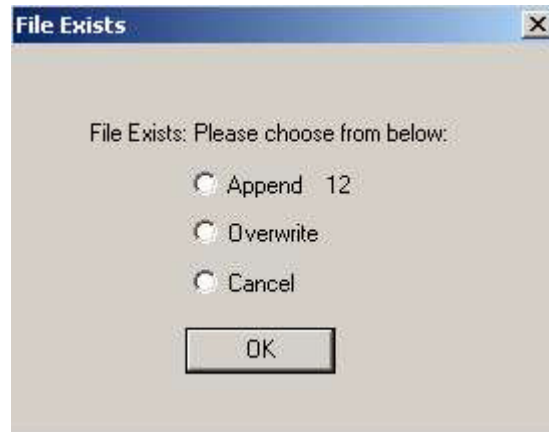 File Exists
File Exists: Please choose from below:
Append 12
Overwrite
Cancel
OK